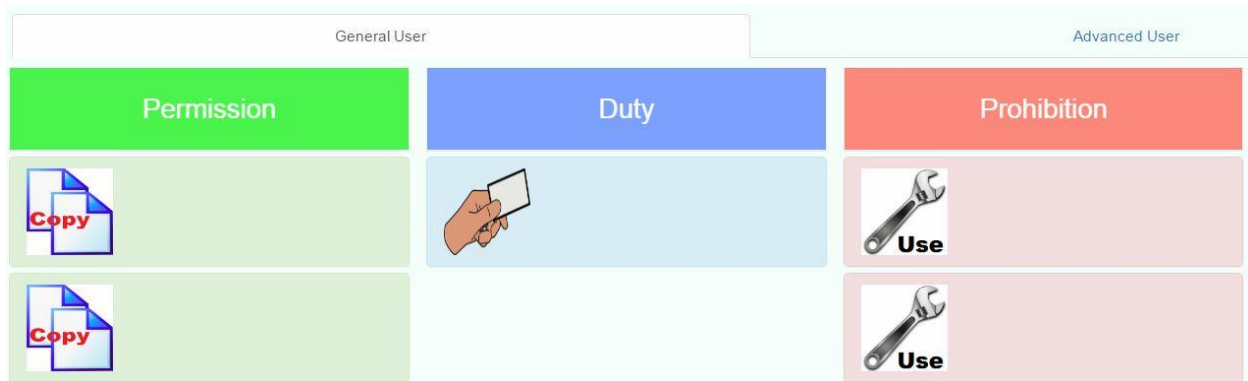 General User
Advanced User
Permission
Duty
Prohibition
Copy
Use
Copy
Use